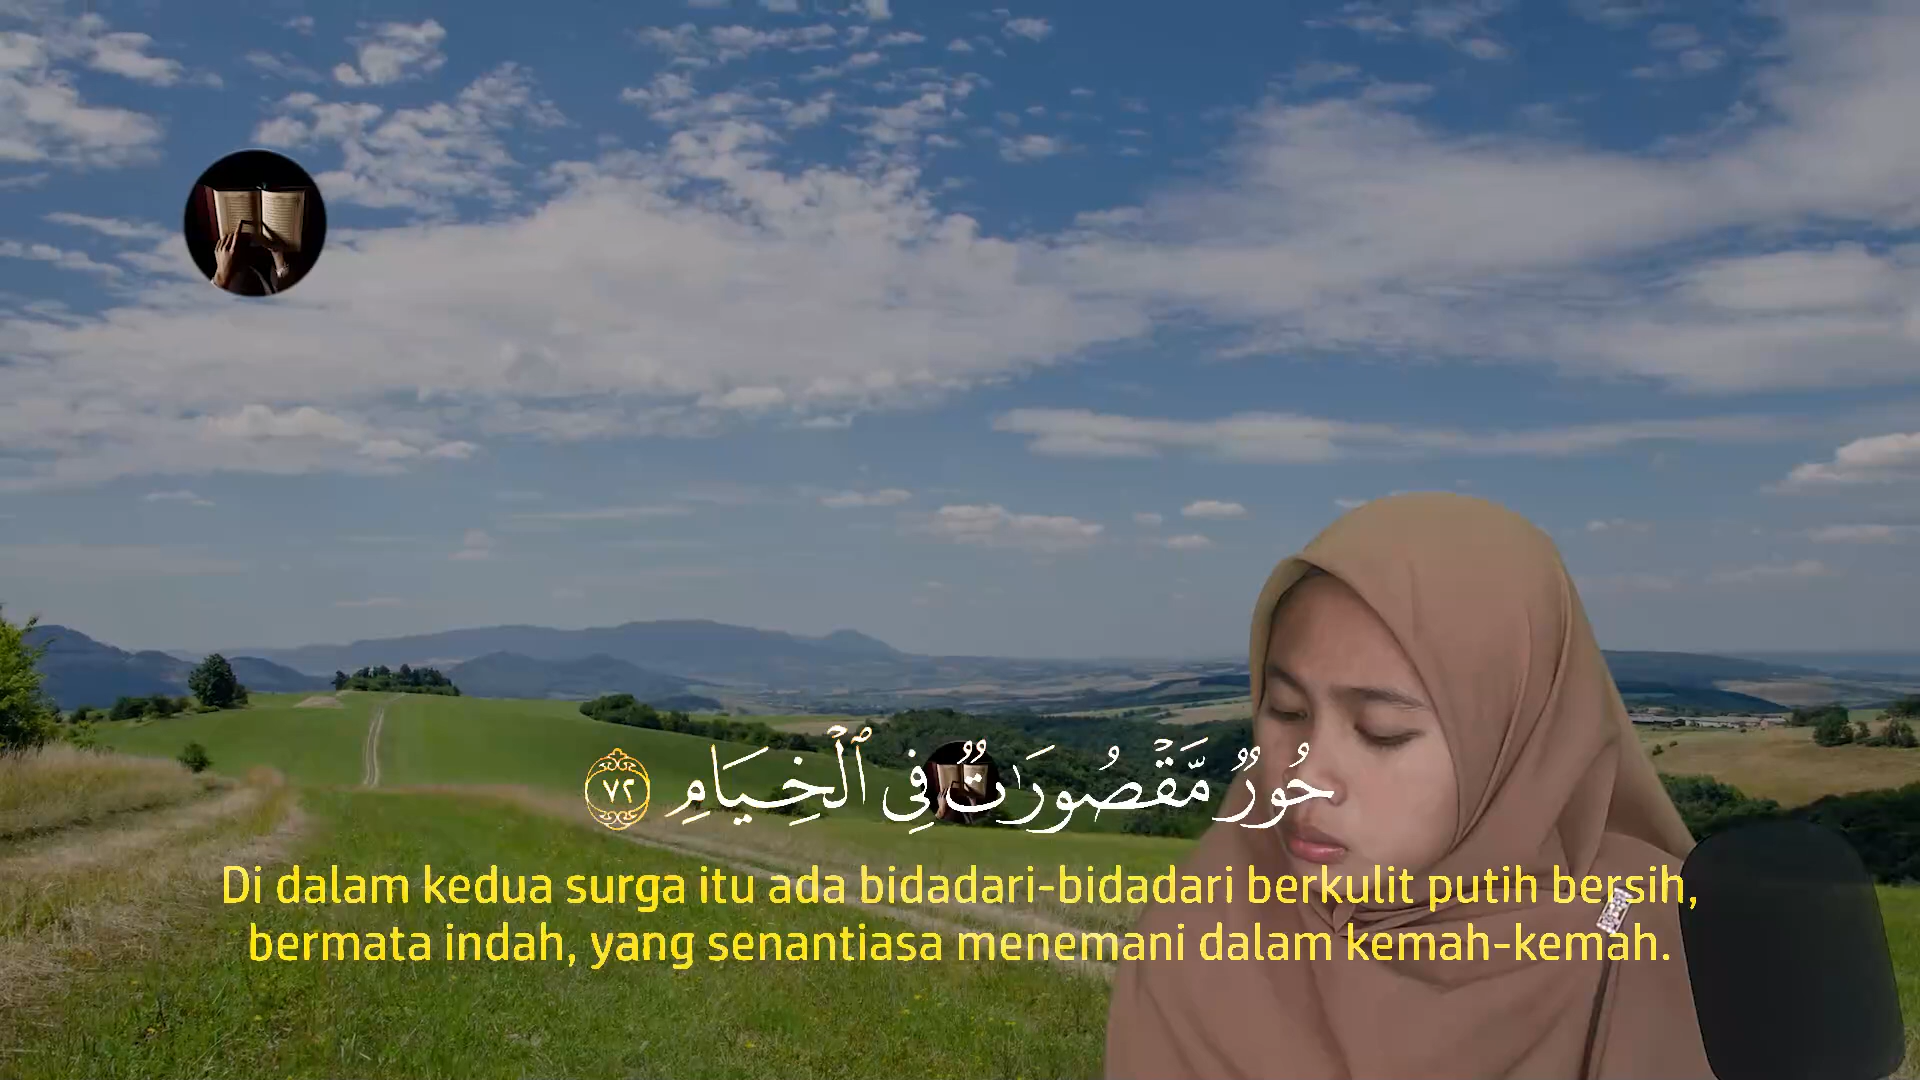 حُورٌ مَّقْصُورَٰتٌ فِى ٱلْخِيَامِ ٧٢
Di dalam kedua surga itu ada bidadari-bidadari berkulit putih bersih,
bermata indah, yang senantiasa menemani dalam kemah-kemah.